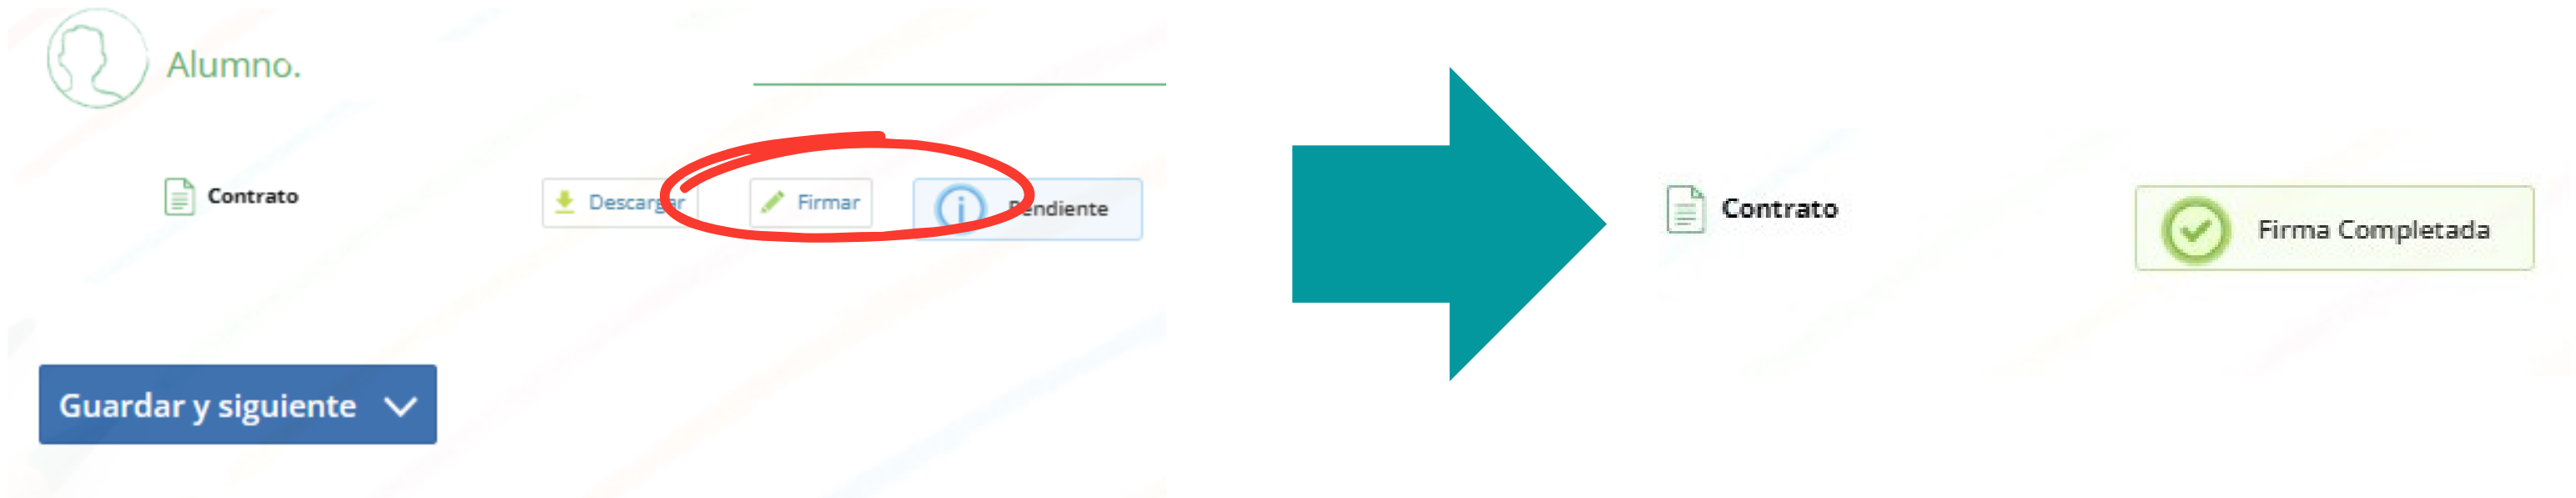 Alumno.
Contrato
Descargar
Firmar
Pendiente
Guardar y siguiente
Contrato
Firma Completada